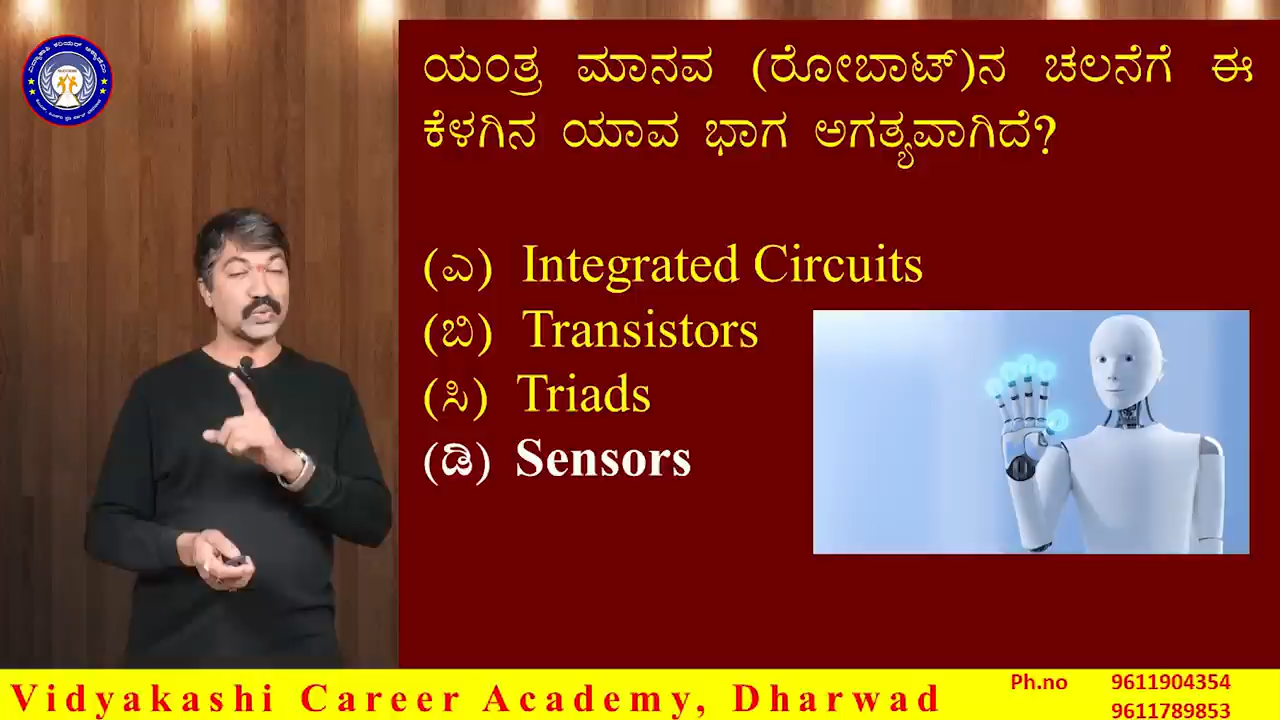 ಯಂತ್ರ ಮಾನವ (ರೋಬಾಟ್)ನ ಚಲನೆಗೆ ಈ
ಕೆಳಗಿನ ಯಾವ ಭಾಗ ಅಗತ್ಯವಾಗಿದೆ?
(ಎ) Integrated Circuits
(ಬಿ) Transistors
(ಸಿ) Triads
(ಡಿ) Sensors
Vidyakashi Career Academy, Dharwad
Ph.no 9611904354
9611789853